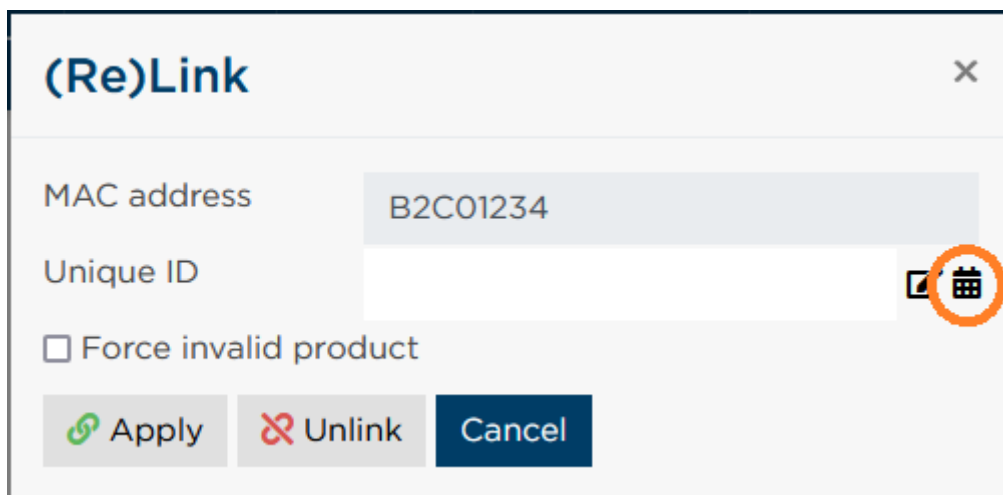 (Re)Link
×
MAC address
B2C01234
Unique ID
Force invalid product
Apply Unlink Cancel